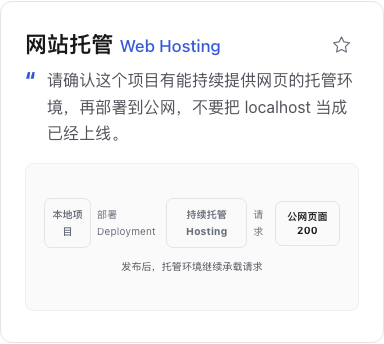 网站托管 Web Hosting
“ 请确认这个项目有能持续提供网页的托管环
境，再部署到公网，不要把 localhost 当成
已经上线。
本地项
目
部署
Deployment
持续托管
Hosting
请
求
公网页面
200
发布后，托管环境继续承载请求